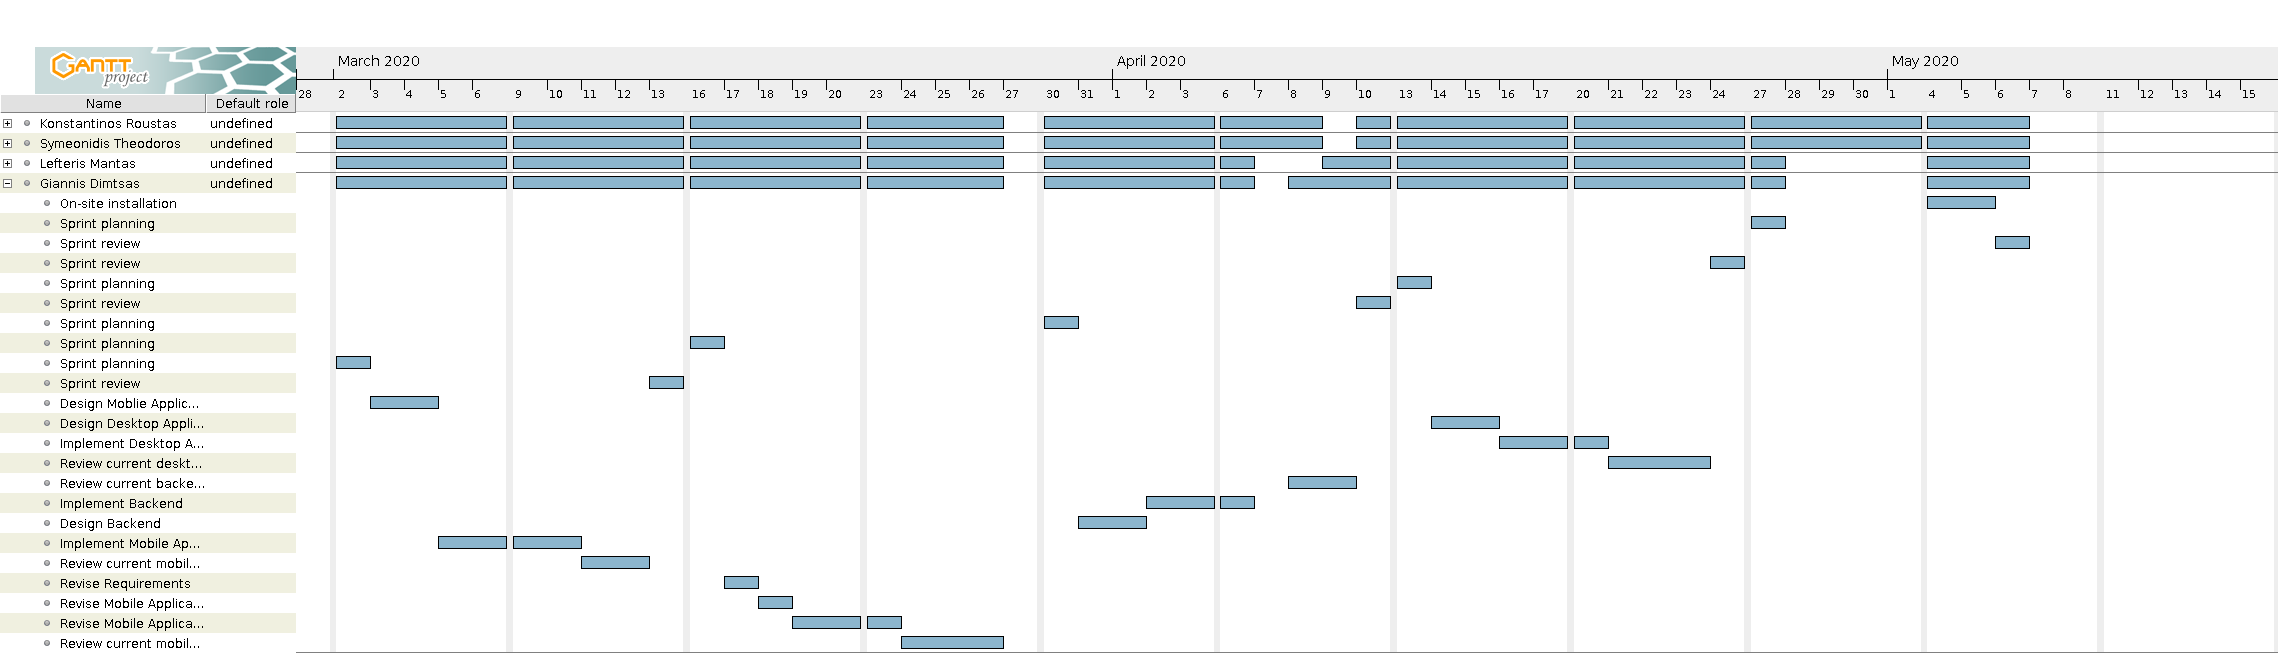 GANTT
project
March 2020 April 2020 May 2020
28 2 3 4 5 6 9 10 11 12 13 16 17 18 19 20 23 24 25 26 27 30 31 1 2 3 6 7 8 9 10 13 14 15 16 17 20 21 22 23 24 27 28 29 30 1 4 5 6 7 8 11 12 13 14 15
Name Default role
Konstantinos Roustas undefined
Symeonidis Theodoros undefined
Lefteris Mantas undefined
Giannis Dimtsas undefined
On-site installation
Sprint planning
Sprint review
Sprint review
Sprint planning
Sprint review
Sprint planning
Sprint planning
Sprint planning
Sprint review
Design Moblie Applic...
Design Desktop Appli...
Implement Desktop A...
Review current deskt...
Review current backe...
Implement Backend
Design Backend
Implement Mobile Ap...
Review current mobil...
Revise Requirements
Revise Mobile Applica...
Revise Mobile Applica...
Review current mobil...